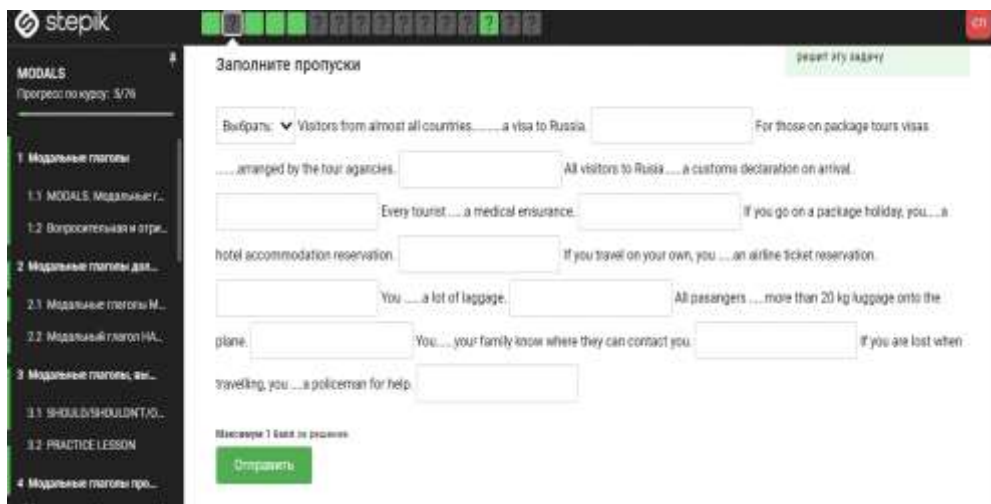 stepik
СП
MODALS
Прогресс по курсу: 5/76
1 Модальные глаголы
1.1 MODALS. Модальные г...
1.2 Вопросительная и отри...
2 Модальные глаголы дол...
2.1 Модальные глаголы M...
2.2 Модальный глагол HA...
3 Модальные глаголы, вы...
3.1 SHOULD/SHOULDN'T/O...
3.2 PRACTICE LESSON
4 Модальные глаголы про...
Заполните пропуски
решит эту задачу
Выбрать: Visitors from almost all countries.........a visa to Russia. For those on package tours visas
.......arranged by the tour agancies. All visitors to Rusia.....a customs declaration on arrival.
Every tourist.....a medical ensurance. If you go on a package holiday, you....a
hotel accommodation reservation. If you travel on your own, you.....an airline ticket reservation.
You......a lot of laggage. All pasangers.....more than 20 kg luggage onto the
plane. You.....your family know where they can contact you. If you are lost when
travelling, you....a policeman for help.
Максимум 1 балл за решение
Отправить